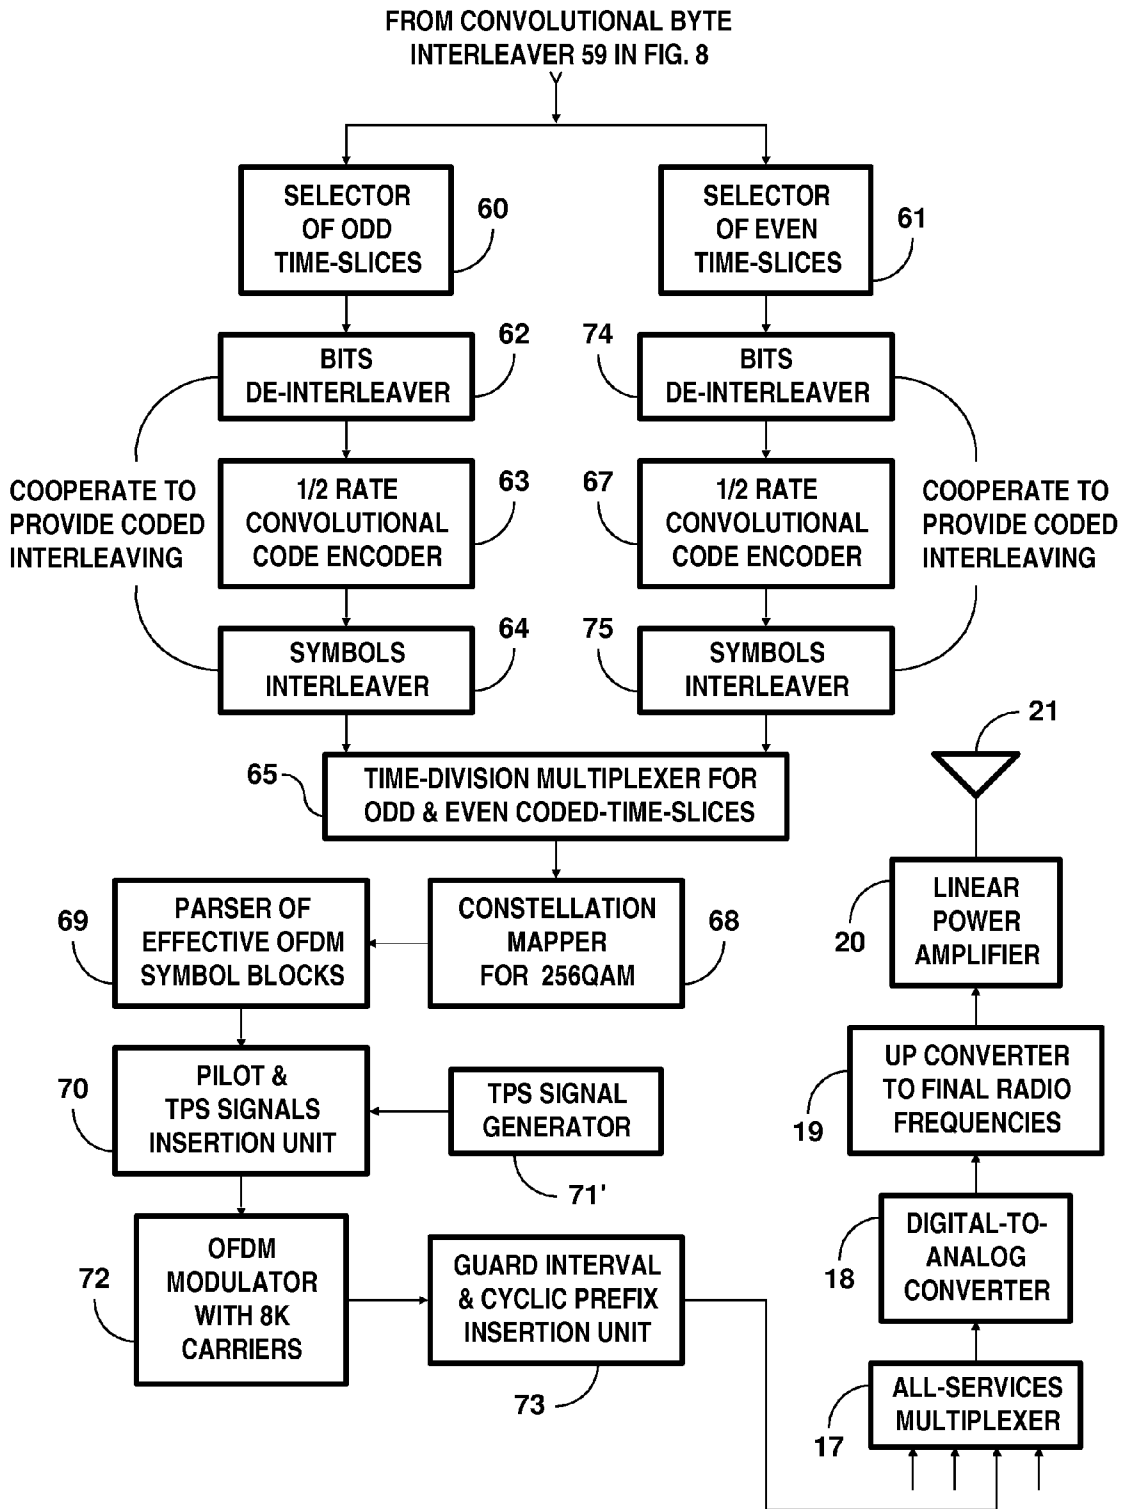 FROM CONVOLUTIONAL BYTE
INTERLEAVER 59 IN FIG. 8
SELECTOR
OF ODD
TIME-SLICES
60
SELECTOR
OF EVEN
TIME-SLICES
61
BITS
DE-INTERLEAVER
62
74
BITS
DE-INTERLEAVER
COOPERATE TO
PROVIDE CODED
INTERLEAVING
1/2 RATE
CONVOLUTIONAL
CODE ENCODER
63
67
1/2 RATE
CONVOLUTIONAL
CODE ENCODER
COOPERATE TO
PROVIDE CODED
INTERLEAVING
SYMBOLS
INTERLEAVER
64
75
SYMBOLS
INTERLEAVER
65
TIME-DIVISION MULTIPLEXER FOR
ODD & EVEN CODED-TIME-SLICES
21
69
PARSER OF
EFFECTIVE OFDM
SYMBOL BLOCKS
CONSTELLATION
MAPPER
FOR 256QAM
68
20
LINEAR
POWER
AMPLIFIER
70
PILOT &
TPS SIGNALS
INSERTION UNIT
TPS SIGNAL
GENERATOR
71'
19
UP CONVERTER
TO FINAL RADIO
FREQUENCIES
72
OFDM
MODULATOR
WITH 8K
CARRIERS
GUARD INTERVAL
& CYCLIC PREFIX
INSERTION UNIT
73
18
DIGITAL-TO-
ANALOG
CONVERTER
17
ALL-SERVICES
MULTIPLEXER